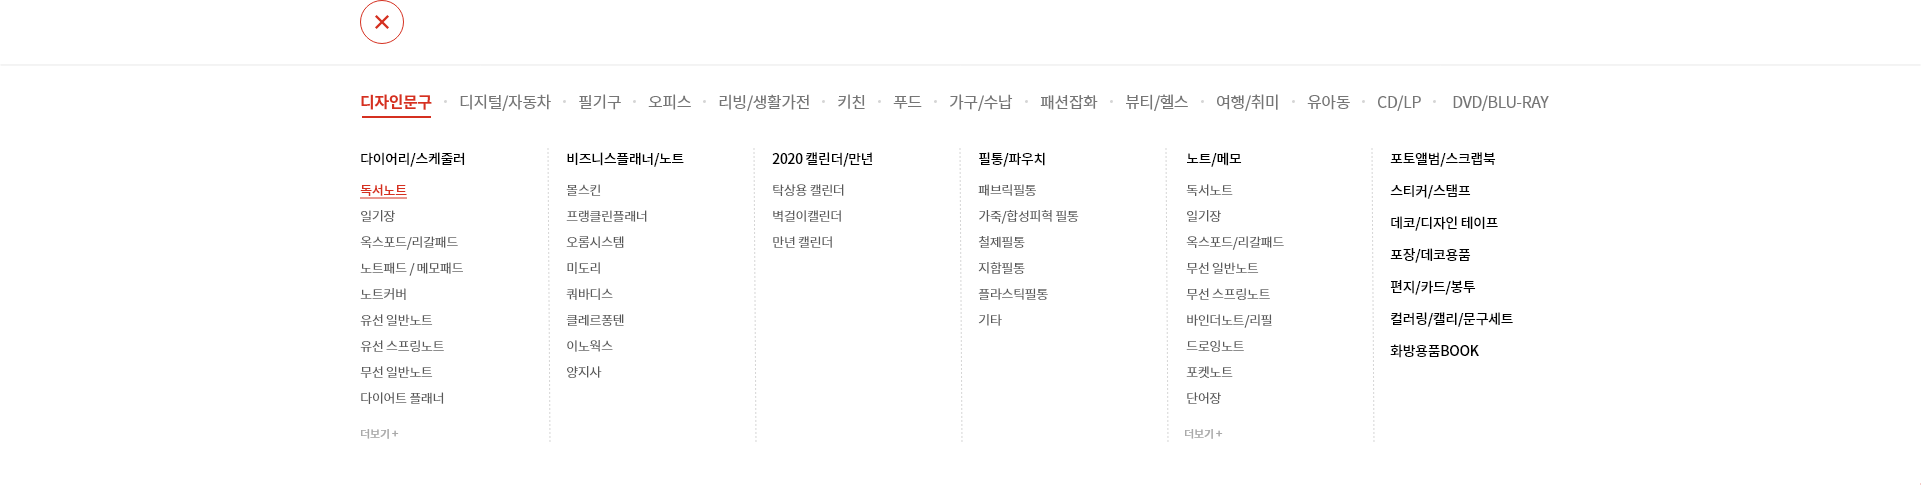 디자인문구 · 디지털/자동차 · 필기구 · 오피스 · 리빙/생활가전 · 키친 · 푸드 · 가구/수납 · 패션잡화 · 뷰티/헬스 · 여행/취미 · 유아동 · CD/LP · DVD/BLU-RAY
다이어리/스케줄러
독서노트
일기장
옥스포드/리갈패드
노트패드 / 메모패드
노트커버
유선 일반노트
유선 스프링노트
무선 일반노트
다이어트 플래너
더보기 +
비즈니스플래너/노트
몰스킨
프랭클린플래너
오롬시스템
미도리
쿼바디스
클레르퐁텐
이노웍스
양지사
2020 캘린더/만년
탁상용 캘린더
벽걸이캘린더
만년 캘린더
필통/파우치
패브릭필통
가죽/합성피혁 필통
철제필통
지함필통
플라스틱필통
기타
노트/메모
독서노트
일기장
옥스포드/리갈패드
무선 일반노트
무선 스프링노트
바인더노트/리필
드로잉노트
포켓노트
단어장
더보기 +
포토앨범/스크랩북
스티커/스탬프
데코/디자인 테이프
포장/데코용품
편지/카드/봉투
컬러링/캘리/문구세트
화방용품BOOK